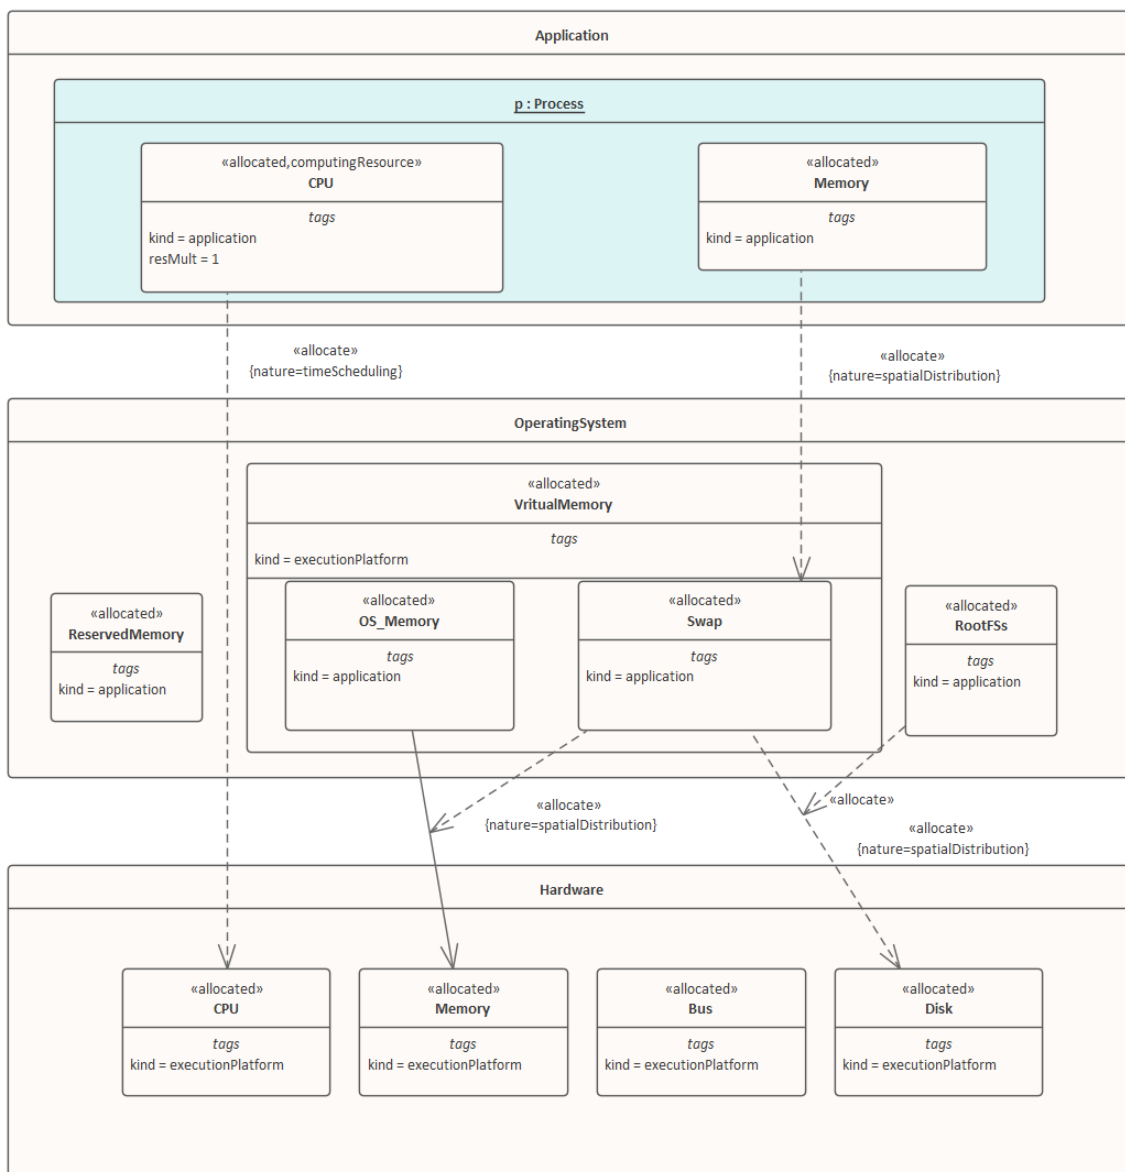 Application
p : Process
«allocated,computingResource»
CPU
tags
kind = application
resMult = 1
«allocated»
Memory
tags
kind = application
«allocate»
{nature=timeScheduling}
«allocate»
{nature=spatialDistribution}
OperatingSystem
«allocated»
VritualMemory
tags
kind = executionPlatform
«allocated»
ReservedMemory
tags
kind = application
«allocated»
OS_Memory
tags
kind = application
«allocated»
Swap
tags
kind = application
«allocated»
RootFSs
tags
kind = application
«allocate»
{nature=spatialDistribution}
«allocate»
«allocate»
{nature=spatialDistribution}
Hardware
«allocated»
CPU
tags
kind = executionPlatform
«allocated»
Memory
tags
kind = executionPlatform
«allocated»
Bus
tags
kind = executionPlatform
«allocated»
Disk
tags
kind = executionPlatform